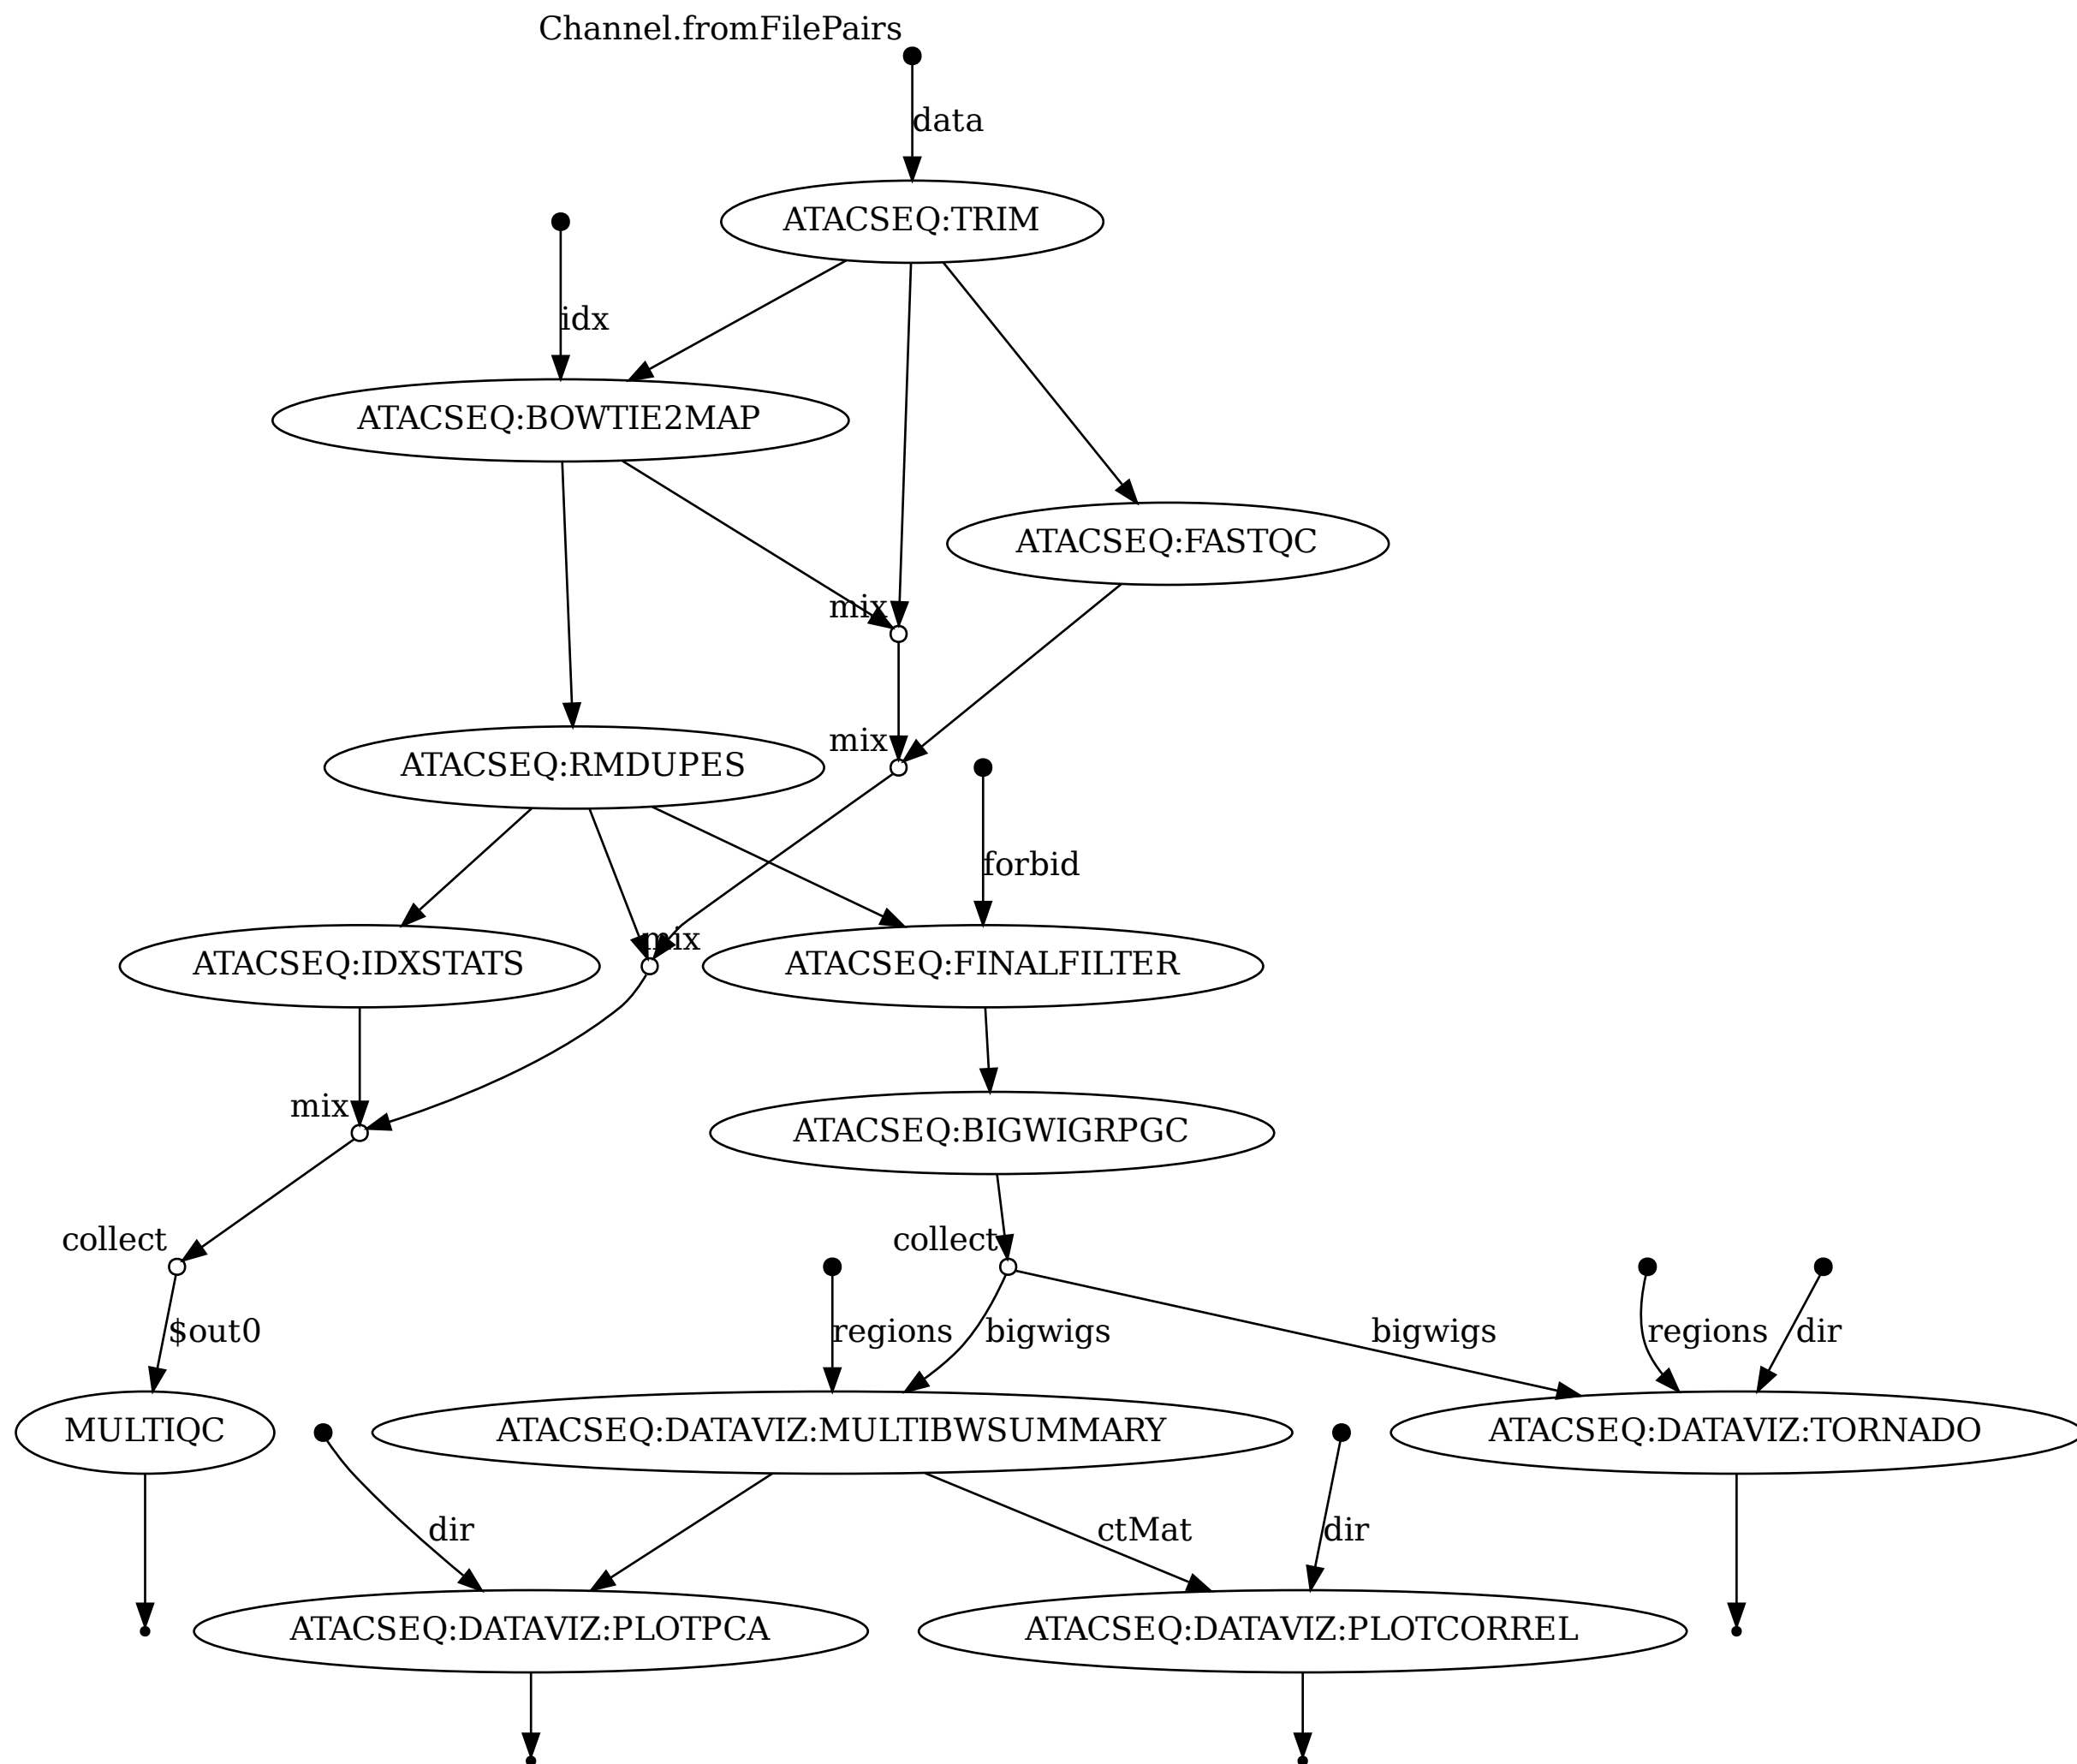 Channel.fromFilePairs
data
ATACSEQ:TRIM
idx
ATACSEQ:BOWTIE2MAP
ATACSEQ:FASTQC
mix
mix
ATACSEQ:RMDUPES
forbid
mix
ATACSEQ:IDXSTATS
ATACSEQ:FINALFILTER
mix
ATACSEQ:BIGWIGRPGC
collect
collect
$out0
regions
bigwigs
bigwigs
regions
dir
MULTIQC
ATACSEQ:DATAVIZ:MULTIBWSUMMARY
ATACSEQ:DATAVIZ:TORNADO
dir
ctMat
dir
ATACSEQ:DATAVIZ:PLOTPCA
ATACSEQ:DATAVIZ:PLOTCORREL